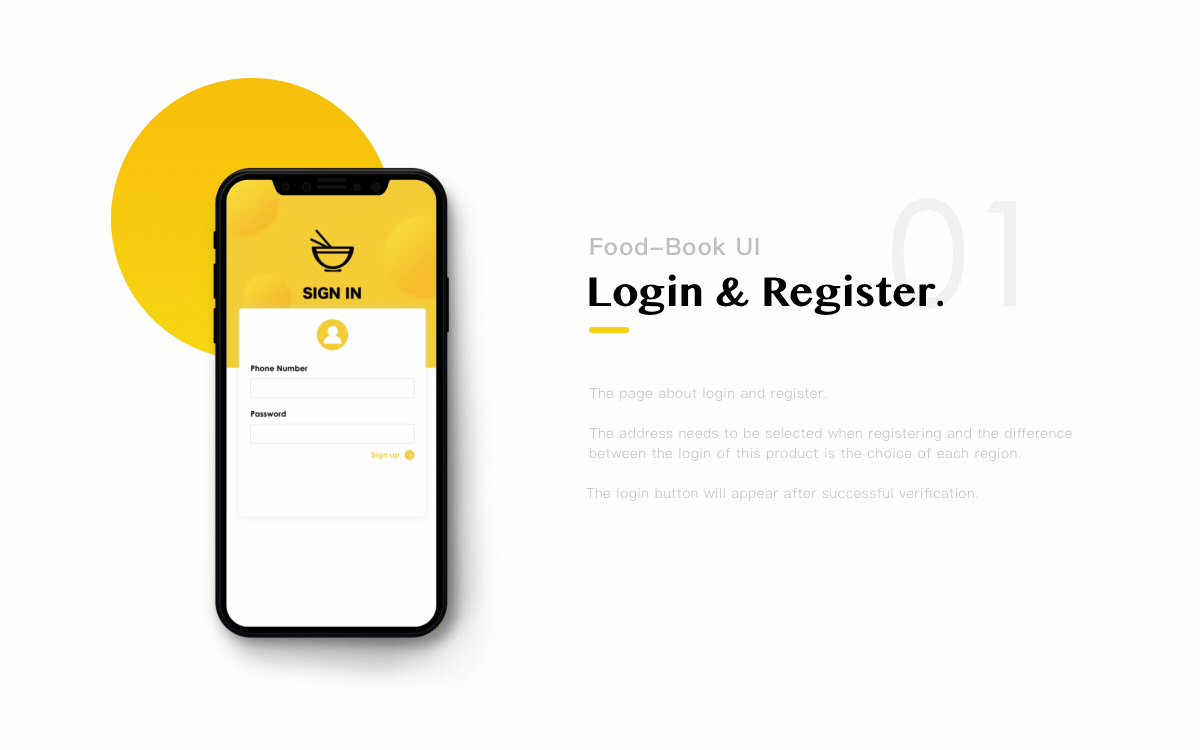 SIGN IN
Phone Number
Password
Sign up
01
Food-Book UI
Login & Register.
The page about login and register.
The address needs to be selected when registering and the difference
between the login of this product is the choice of each region.
The login button will appear after successful verification.